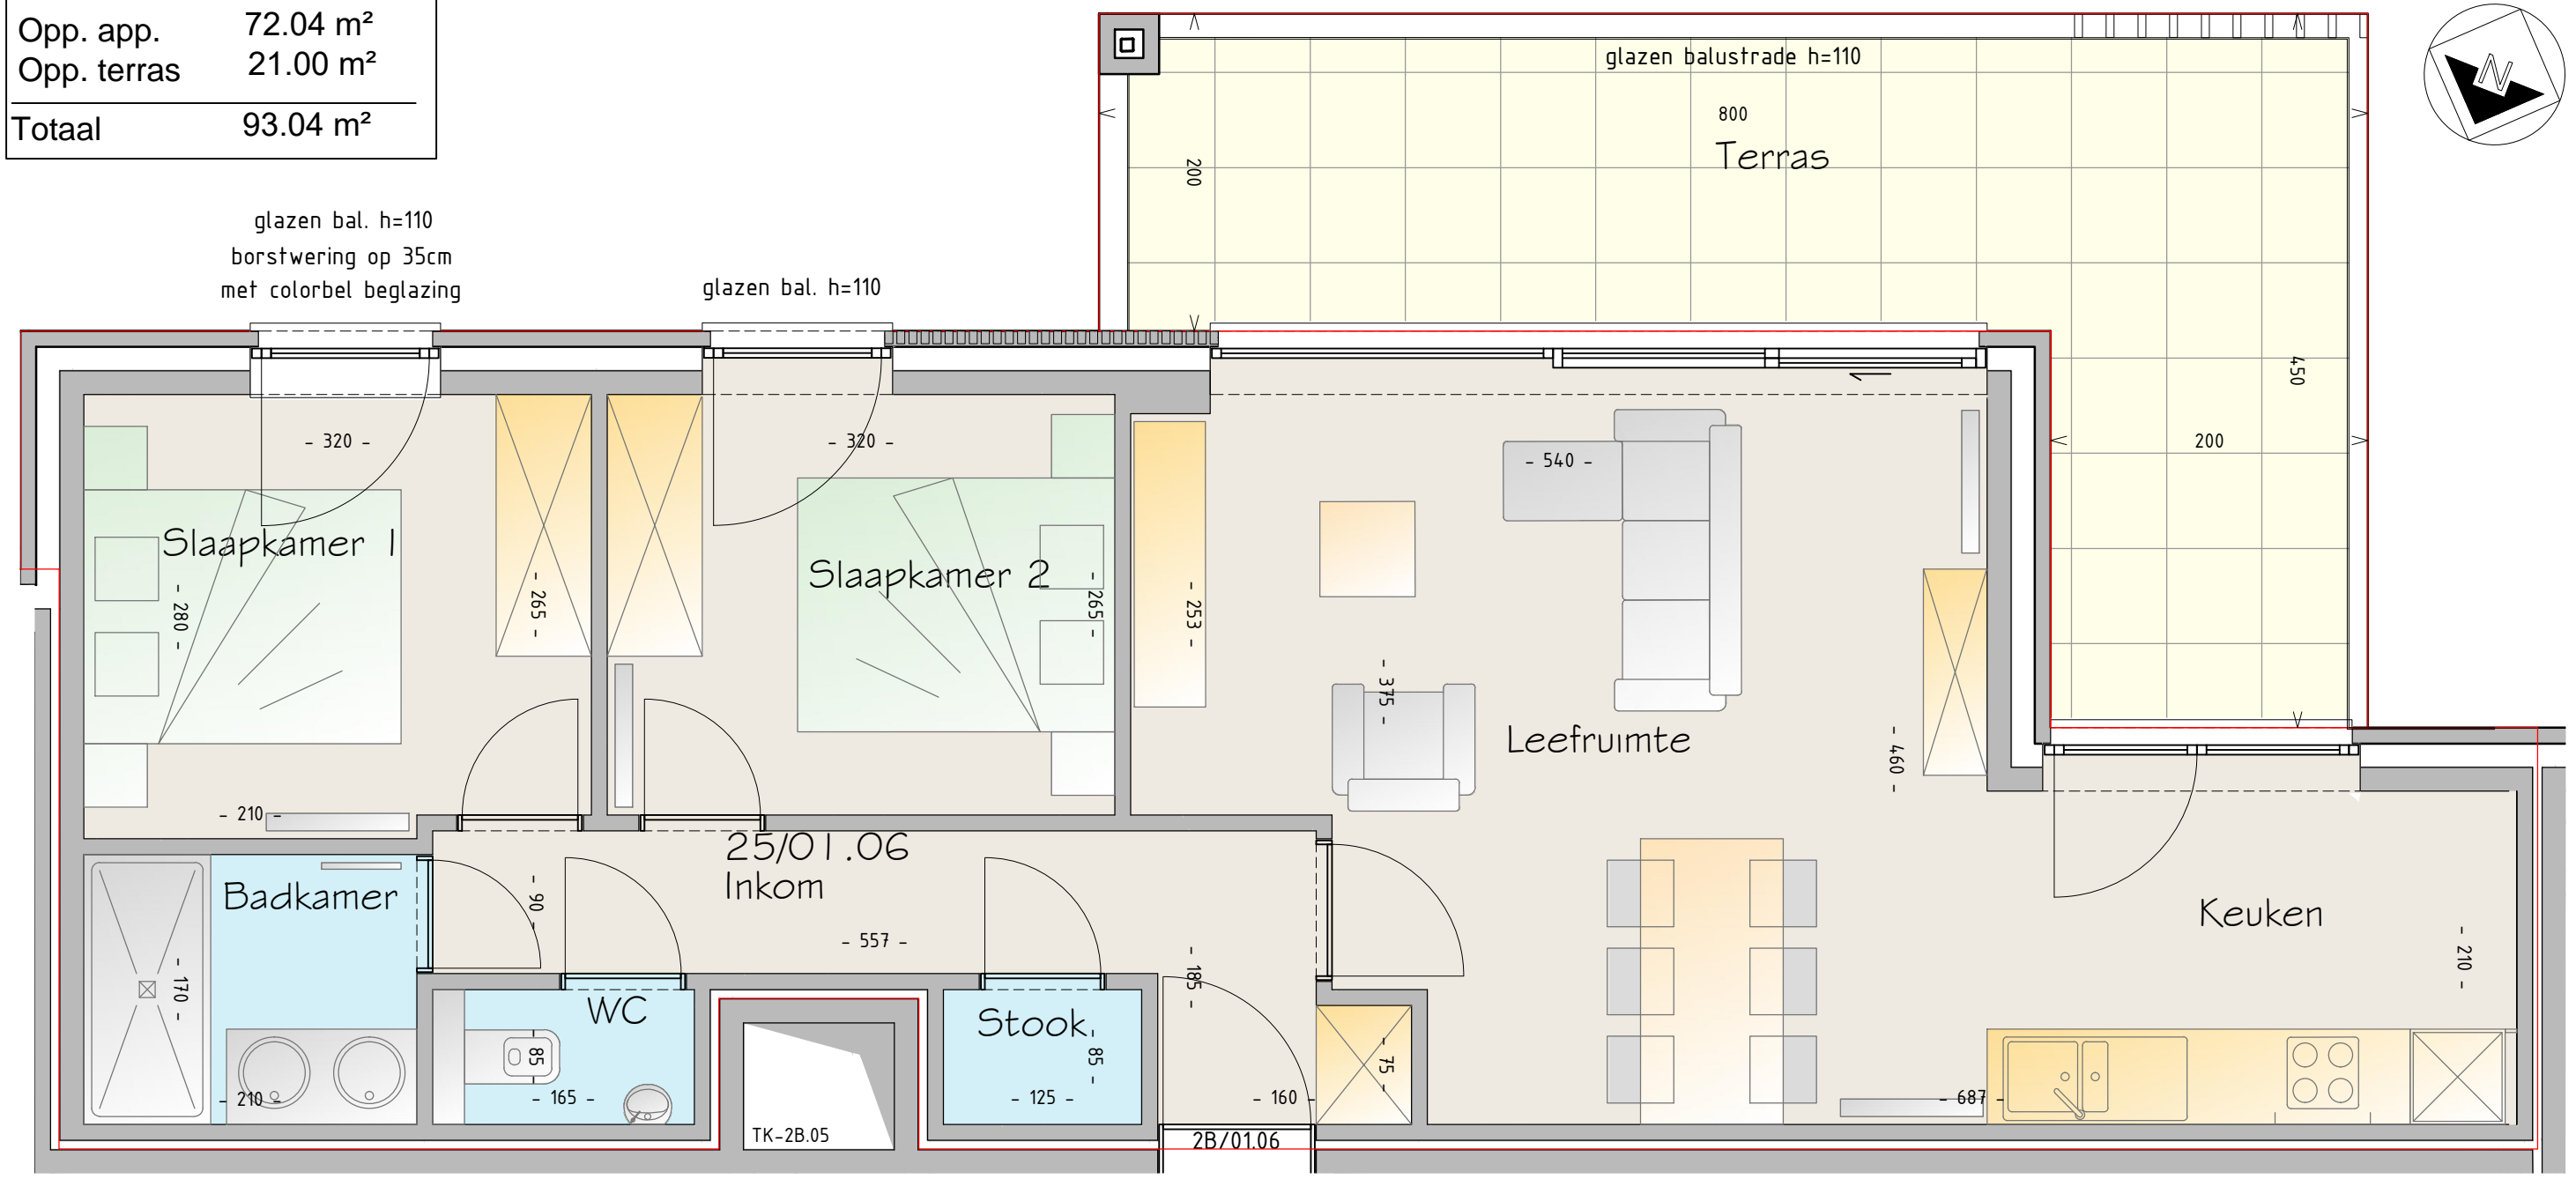 Opp. app. 72.04 m²
Opp. terras 21.00 m²
Totaal 93.04 m²
N
glazen balustrade h=110
800
Terras
200
glazen bal. h=110
borstwering op 35cm
met colorbel beglazing
glazen bal. h=110
450
200
- 320 -
- 320 -
- 540 -
Slaapkamer 1
Slaapkamer 2
- 280 -
- 265 -
- 265 -
- 253 -
- 375 -
Leefruimte
- 460 -
- 210 -
25/01.06
Inkom
Badkamer
- 90 -
- 557 -
Keuken
- 210 -
- 170 -
- 185 -
WC
Stook.
- 85 -
- 85 -
- 75 -
- 210 -
- 165 -
- 125 -
- 160 -
- 687 -
TK-2B.05
2B/01.06